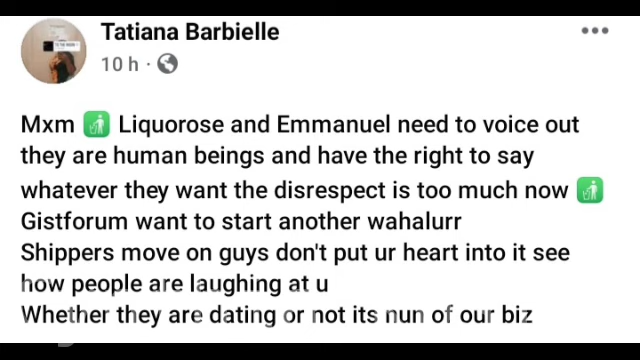 Tatiana Barbielle
10 h
Mxm 🚮 Liquorose and Emmanuel need to voice out
they are human beings and have the right to say
whatever they want the disrespect is too much now 🚮
Gistforum want to start another wahalurr
Shippers move on guys don't put ur heart into it see
how people are laughing at u
Whether they are dating or not its nun of our biz